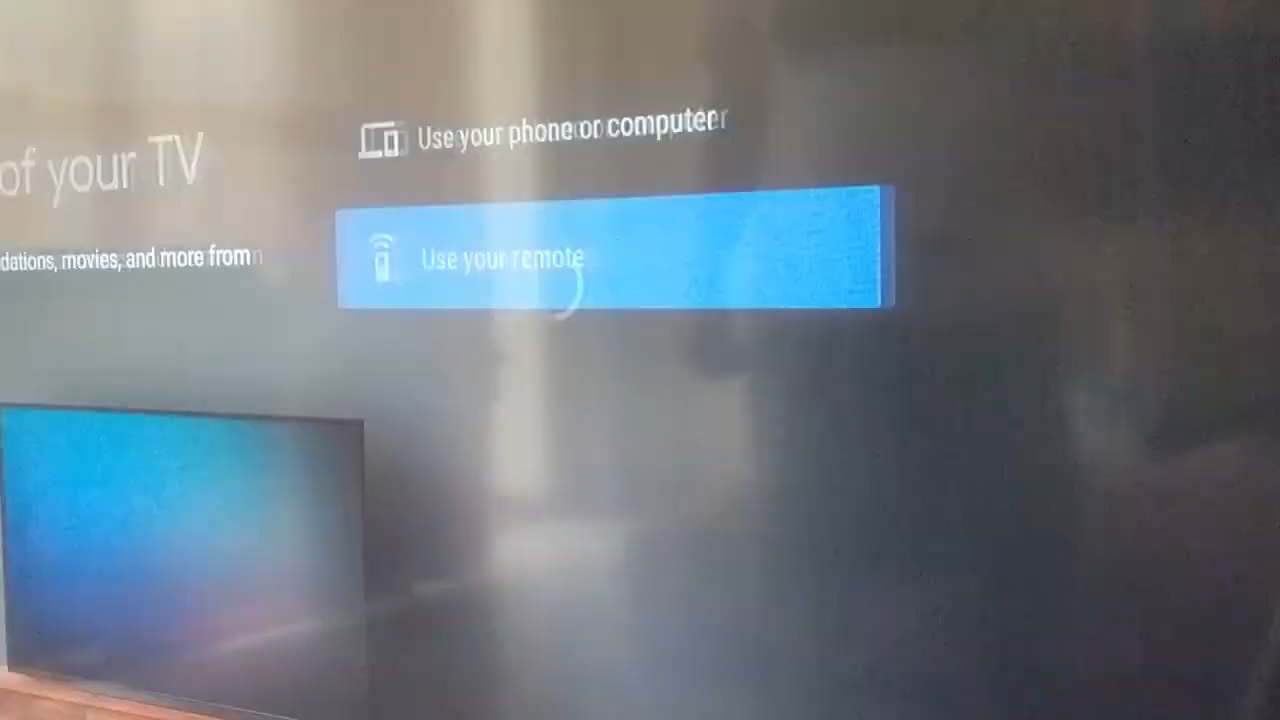 of your TV
dations, movies, and more from
Use your phone or computer
Use your remote